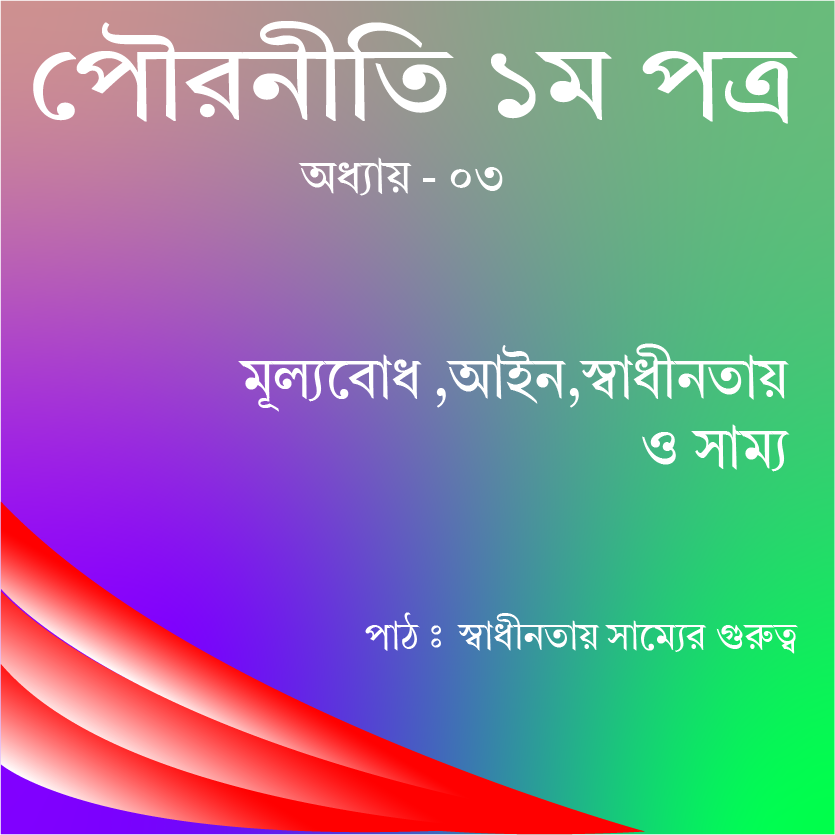 পৌরনীতি ১ম পত্র
অধ্যায় - ০৩
মূল্যবোধ ,আইন,স্বাধীনতায়
ও সাম্য
পাঠ ঃ স্বাধীনতায় সাম্যের গুরুত্ব